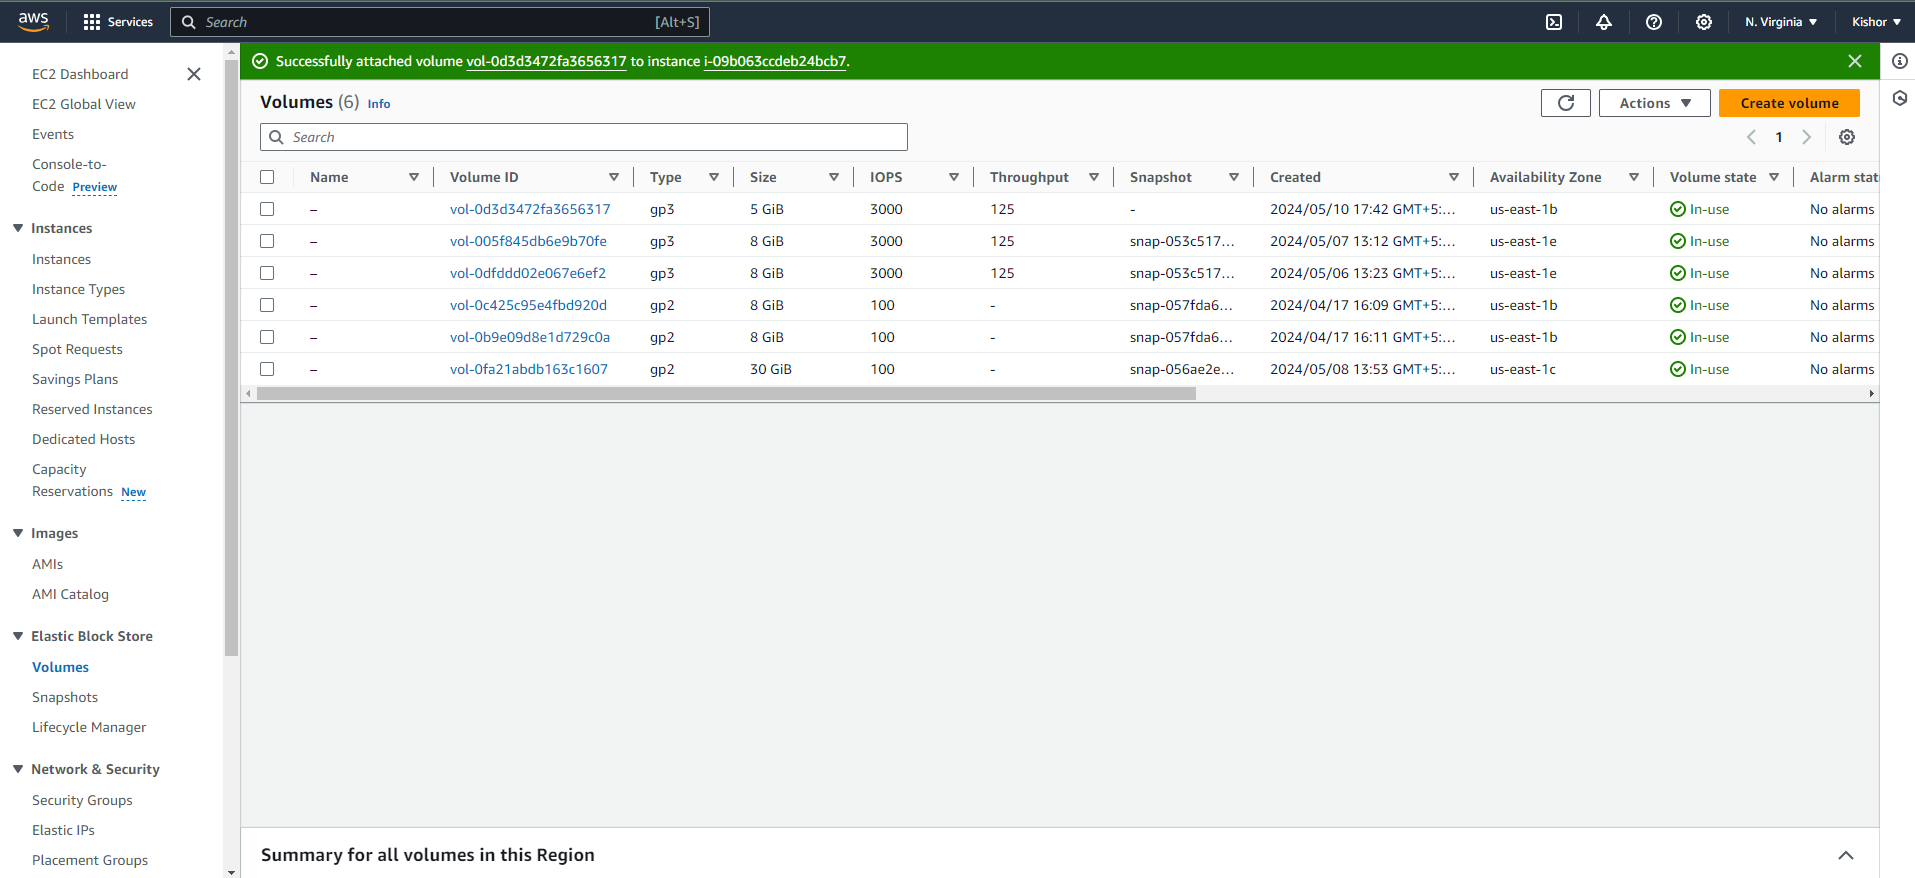 aws Services Search [Alt+S] N. Virginia Kishor
EC2 Dashboard
EC2 Global View
Events
Console-to-
Code Preview
Instances
Instances
Instance Types
Launch Templates
Spot Requests
Savings Plans
Reserved Instances
Dedicated Hosts
Capacity
Reservations New
Images
AMIs
AMI Catalog
Elastic Block Store
Volumes
Snapshots
Lifecycle Manager
Network & Security
Security Groups
Elastic IPs
Placement Groups
Successfully attached volume vol-0d3d3472fa3656317 to instance i-09b063ccdeb24bcb7.
Volumes (6) Info
Actions
Create volume
Search
1
Name Volume ID Type Size IOPS Throughput Snapshot Created Availability Zone Volume state Alarm stat
– vol-0d3d3472fa3656317 gp3 5 GiB 3000 125 - 2024/05/10 17:42 GMT+5:... us-east-1b In-use No alarms
– vol-005f845db6e9b70fe gp3 8 GiB 3000 125 snap-053c517... 2024/05/07 13:12 GMT+5:... us-east-1e In-use No alarms
– vol-0dfddd02e067e6ef2 gp3 8 GiB 3000 125 snap-053c517... 2024/05/06 13:23 GMT+5:... us-east-1e In-use No alarms
– vol-0c425c95e4fbd920d gp2 8 GiB 100 - snap-057fda6... 2024/04/17 16:09 GMT+5:... us-east-1b In-use No alarms
– vol-0b9e09d8e1d729c0a gp2 8 GiB 100 - snap-057fda6... 2024/04/17 16:11 GMT+5:... us-east-1b In-use No alarms
– vol-0fa21abdb163c1607 gp2 30 GiB 100 - snap-056ae2e... 2024/05/08 13:53 GMT+5:... us-east-1c In-use No alarms
Summary for all volumes in this Region